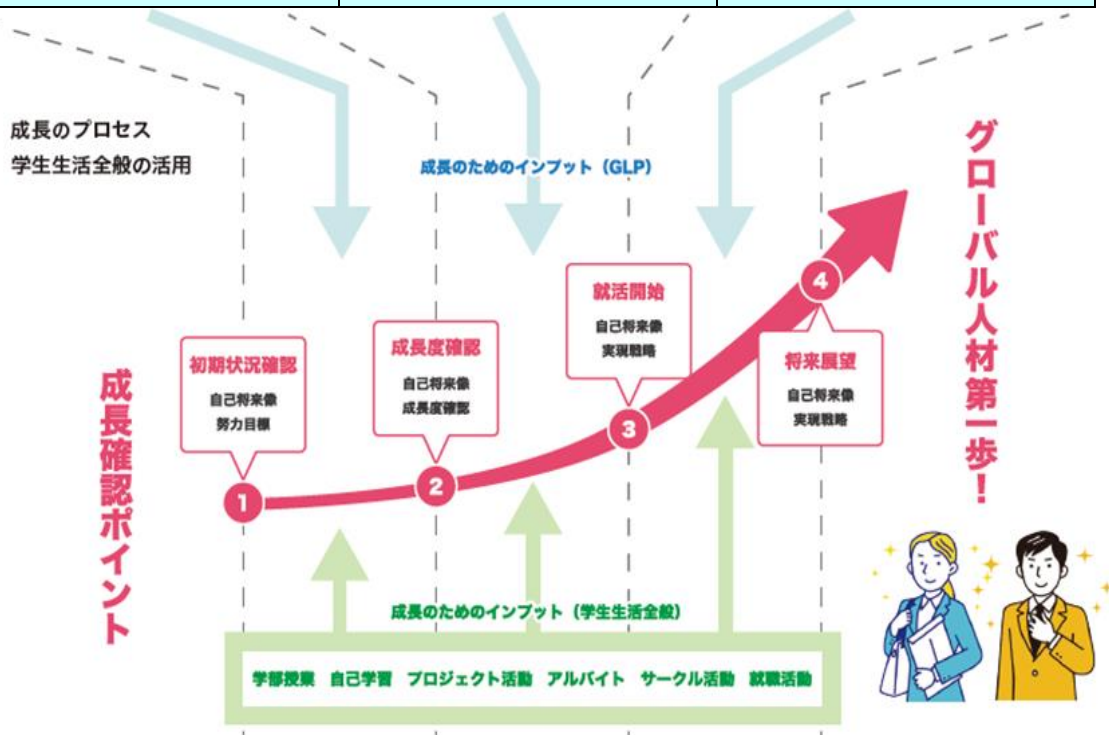 成長のプロセス
学生生活全般の活用
成長のためのインプット（GLP）
グローバル人材第一歩！
成長確認ポイント
初期状況確認
自己将来像
努力目標
1
成長度確認
自己将来像
成長度確認
2
就活開始
自己将来像
実現戦略
3
4
将来展望
自己将来像
実現戦略
成長のためのインプット（学生生活全般）
学部授業 自己学習 プロジェクト活動 アルバイト サークル活動 就職活動